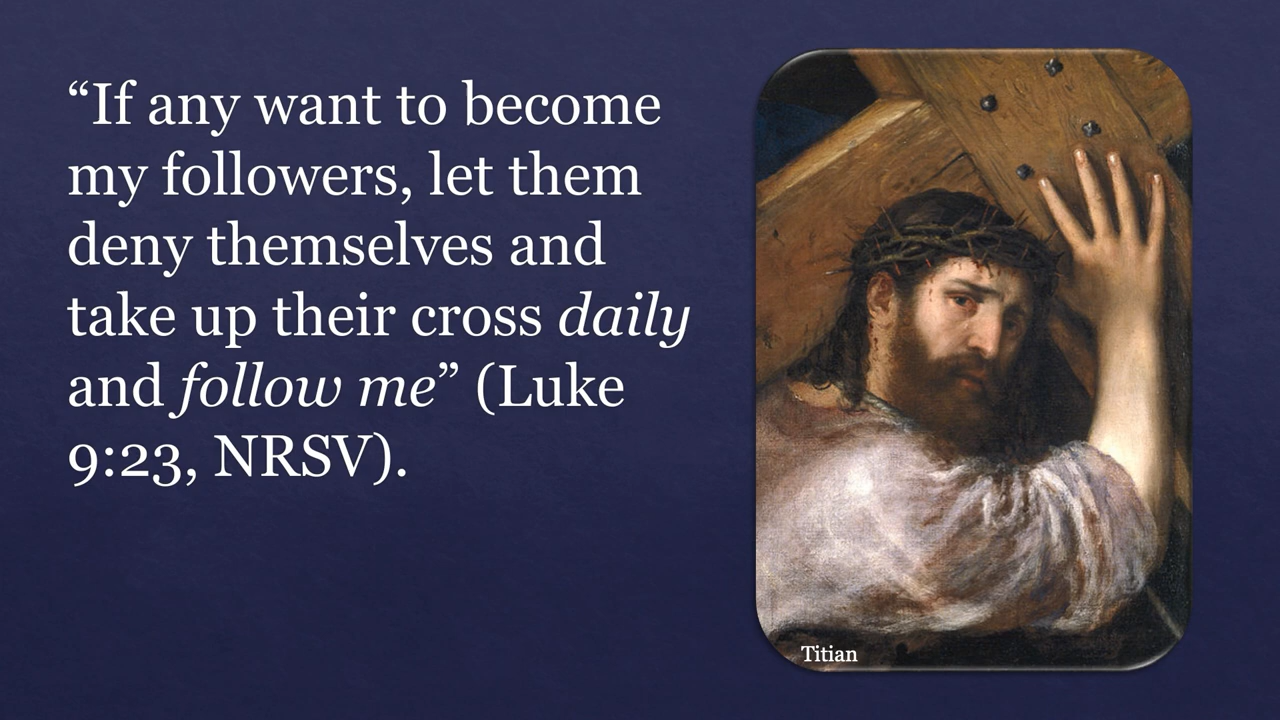 “If any want to become
my followers, let them
deny themselves and
take up their cross daily
and follow me” (Luke
9:23, NRSV).
Titian